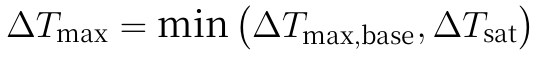 ΔT_max = min (ΔT_max,base, ΔT_sat)